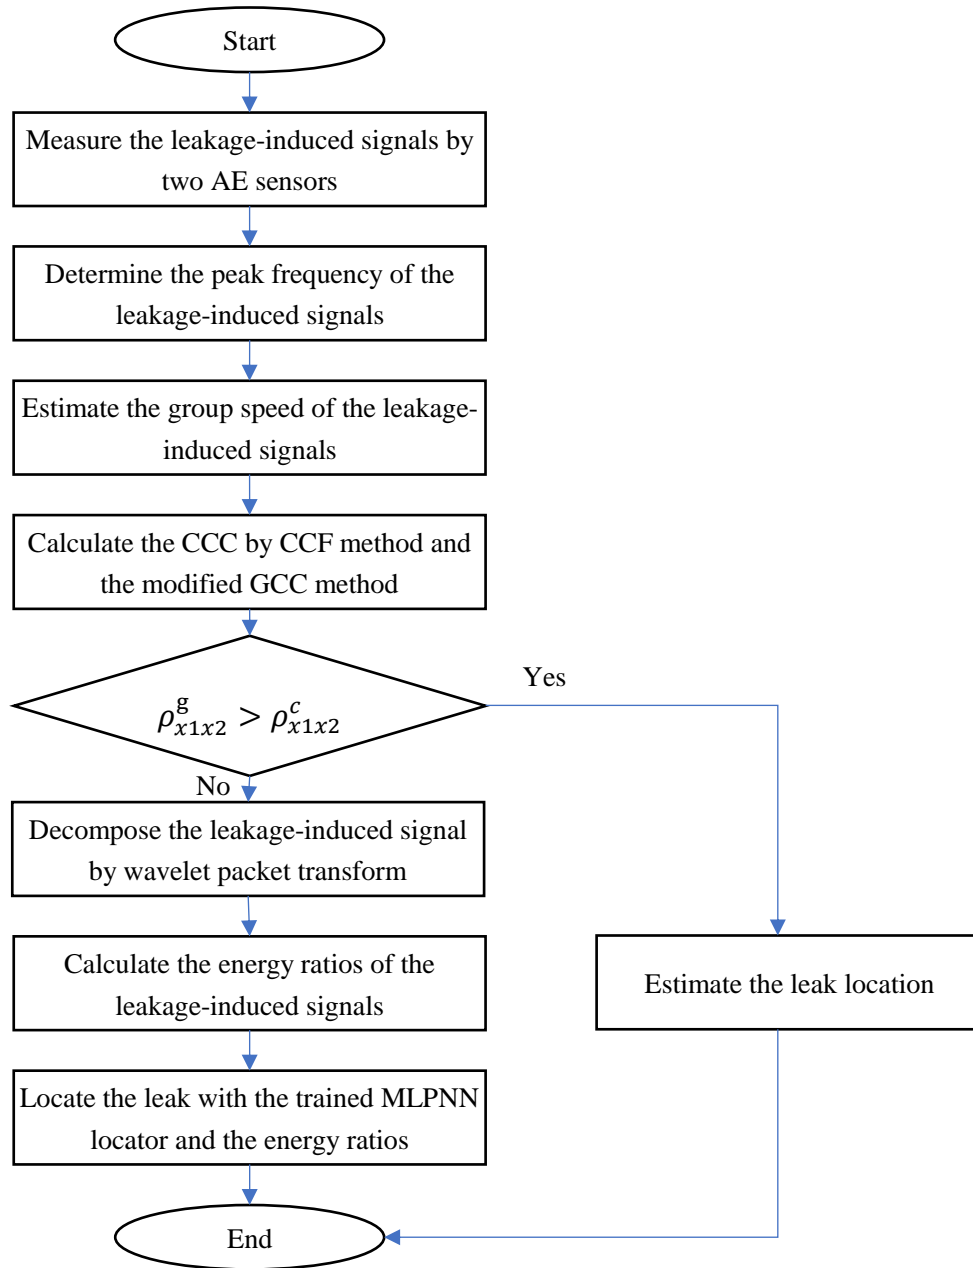 Start
Measure the leakage-induced signals by
two AE sensors
Determine the peak frequency of the
leakage-induced signals
Estimate the group speed of the leakage-
induced signals
Calculate the CCC by CCF method and
the modified GCC method
Yes
ρ^g_{x1x2} > ρ^c_{x1x2}
No
Decompose the leakage-induced signal
by wavelet packet transform
Calculate the energy ratios of the
leakage-induced signals
Estimate the leak location
Locate the leak with the trained MLPNN
locator and the energy ratios
End